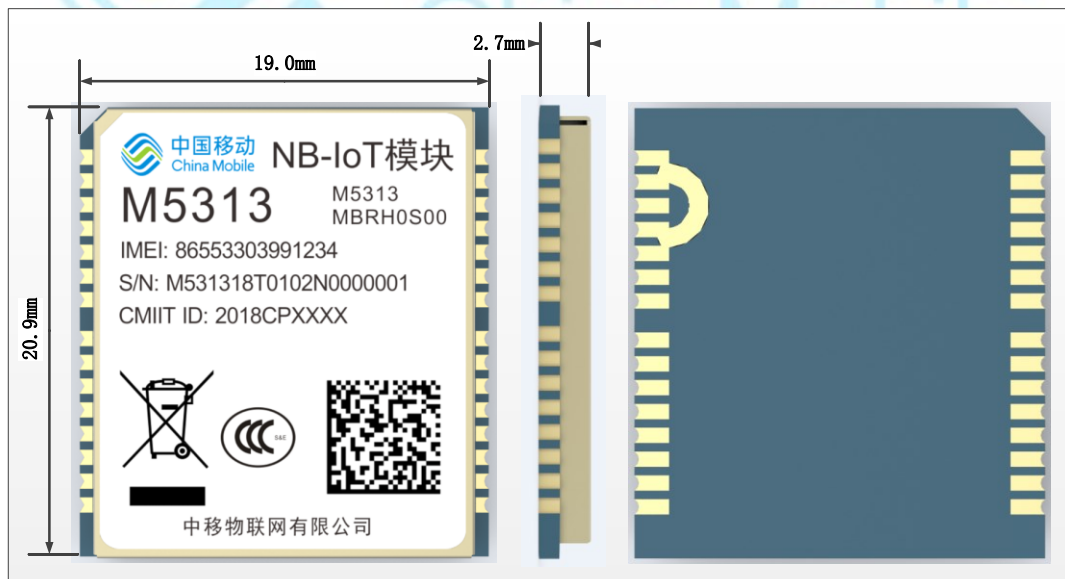 2.7mm
19.0mm
20.9mm
中国移动
China Mobile
NB-IoT模块
M5313
M5313
MBRH0S00
IMEI: 86553303991234
S/N: M531318T0102N0000001
CMIIT ID: 2018CPXXXX
S&E
中移物联网有限公司